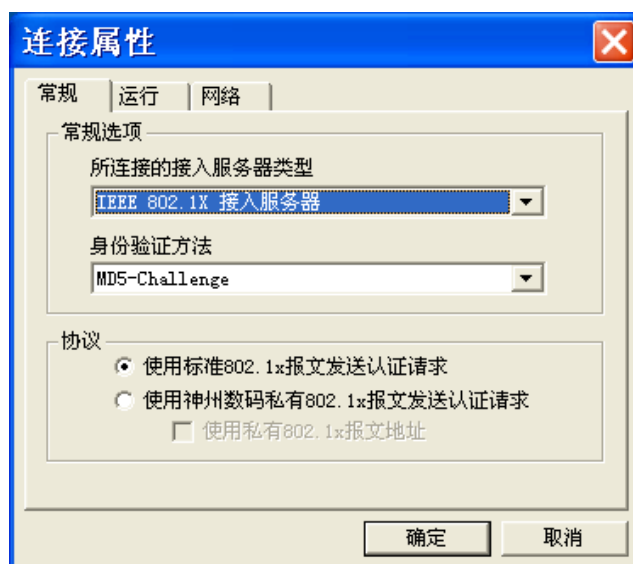 连接属性
常规 运行 网络
常规选项
所连接的接入服务器类型
IEEE 802.1X 接入服务器
身份验证方法
MD5-Challenge
协议
使用标准802.1x报文发送认证请求
使用神州数码私有802.1x报文发送认证请求
使用私有802.1x报文地址
确定 取消